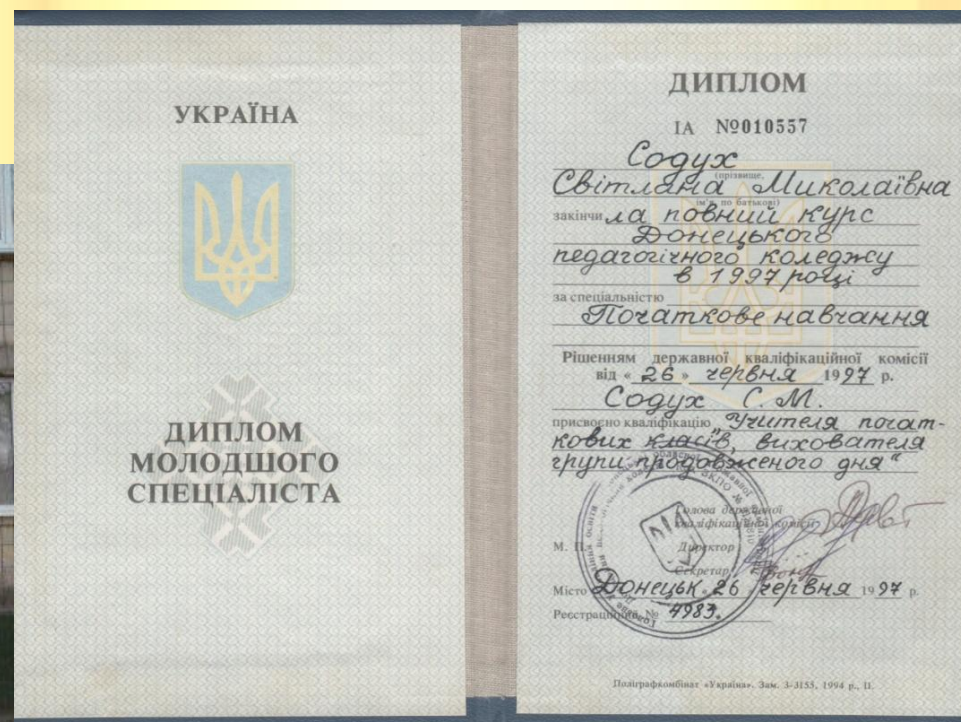 УКРАЇНА
ДИПЛОМ
МОЛОДШОГО
СПЕЦІАЛІСТА
ДИПЛОМ
ІА №010557
Содух
(прізвище,
Світлана Миколаївна
ім'я, по батькові)
закінчила повний курс
Донецького
педагогічного коледжу
в 1997 році
за спеціальністю
Початкове навчання
Рішенням державної кваліфікаційної комісії
від « 26 » червня 1997 р.
Содух С. М.
присвоєно кваліфікацію „Учителя почат-
кових класів, вихователя
групи продовженого дня“
Голова державної
кваліфікаційної комісії
М. П. Директор
Секретар
Місто Донецьк « 26 » червня 1997 р.
Реєстраційний № 4983.
Поліграфкомбінат «Україна». Зам. 3-3155, 1994 р., II.